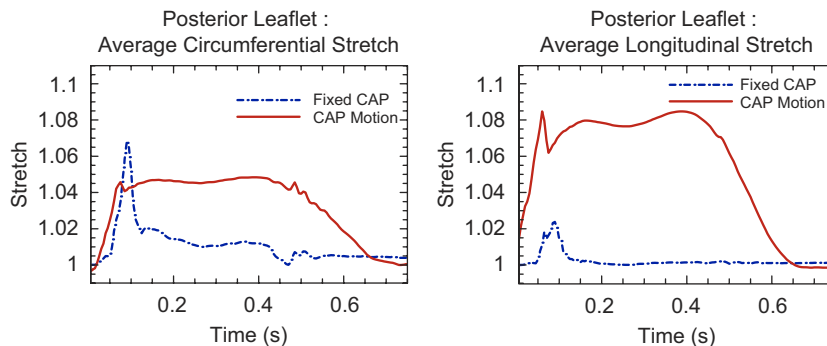 Posterior Leaflet :
Average Circumferential Stretch
1.1
1.08
1.06
1.04
1.02
1
Stretch
Fixed CAP
CAP Motion
0.2
0.4
0.6
Time (s)
Posterior Leaflet :
Average Longitudinal Stretch
1.1
1.08
1.06
1.04
1.02
1
Stretch
Fixed CAP
CAP Motion
0.2
0.4
0.6
Time (s)